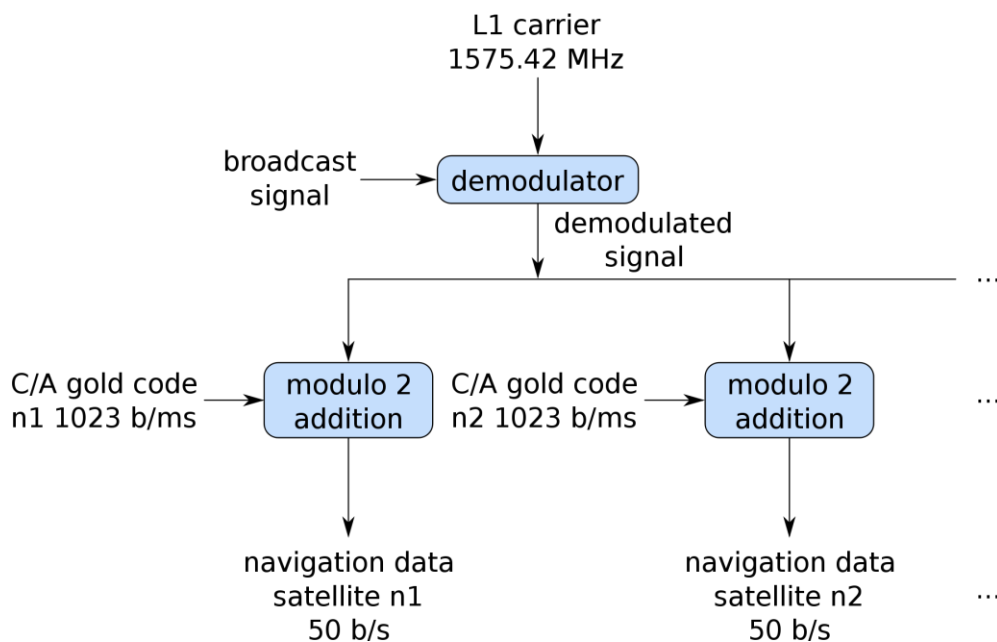 L1 carrier
1575.42 MHz
broadcast
signal
demodulator
demodulated
signal
...
C/A gold code
n1 1023 b/ms
modulo 2
addition
C/A gold code
n2 1023 b/ms
modulo 2
addition
...
navigation data
satellite n1
50 b/s
navigation data
satellite n2
50 b/s
...